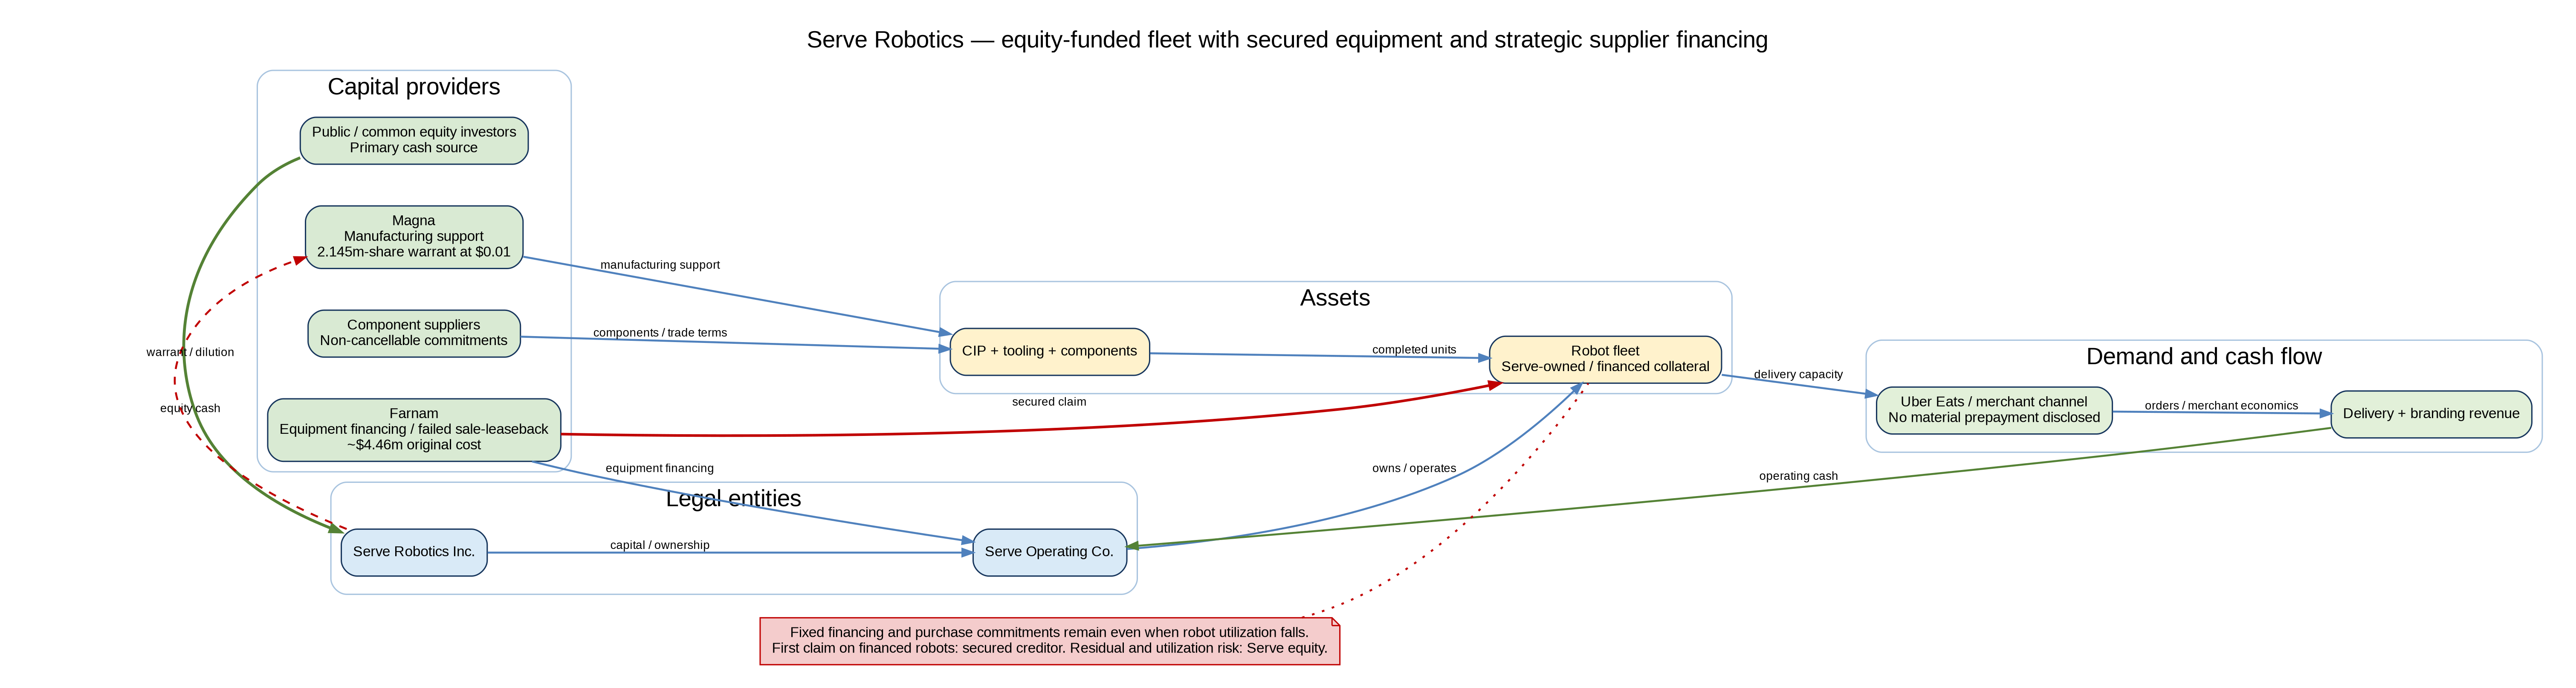 Serve Robotics — equity-funded fleet with secured equipment and strategic supplier financing
Capital providers
Public / common equity investors
Primary cash source
Magna
Manufacturing support
2.145m-share warrant at $0.01
Component suppliers
Non-cancellable commitments
Farnam
Equipment financing / failed sale-leaseback
~$4.46m original cost
warrant / dilution
equity cash
manufacturing support
components / trade terms
secured claim
equipment financing
Legal entities
Serve Robotics Inc.
capital / ownership
Serve Operating Co.
Assets
CIP + tooling + components
completed units
Robot fleet
Serve-owned / financed collateral
owns / operates
delivery capacity
Demand and cash flow
Uber Eats / merchant channel
No material prepayment disclosed
orders / merchant economics
Delivery + branding revenue
operating cash
Fixed financing and purchase commitments remain even when robot utilization falls.
First claim on financed robots: secured creditor. Residual and utilization risk: Serve equity.